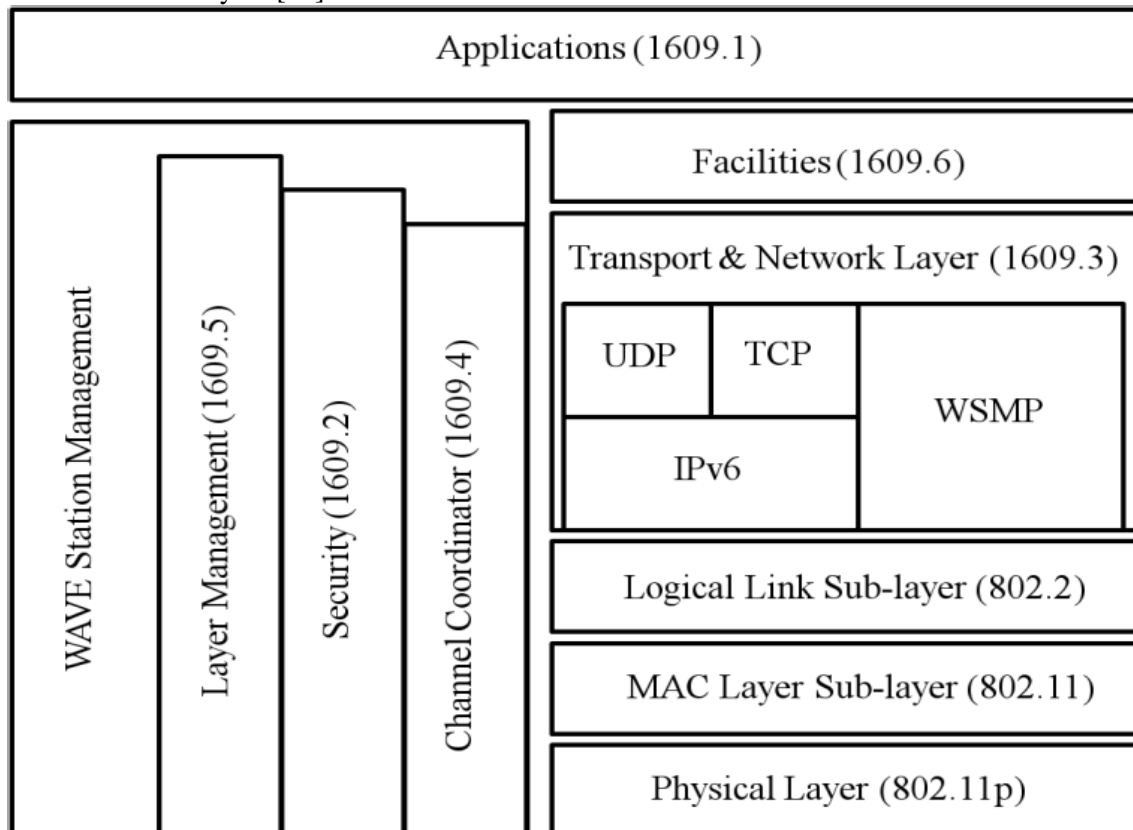 Applications (1609.1)
WAVE Station Management
Layer Management (1609.5)
Security (1609.2)
Channel Coordinator (1609.4)
Facilities (1609.6)
Transport & Network Layer (1609.3)
UDP
TCP
WSMP
IPv6
Logical Link Sub-layer (802.2)
MAC Layer Sub-layer (802.11)
Physical Layer (802.11p)